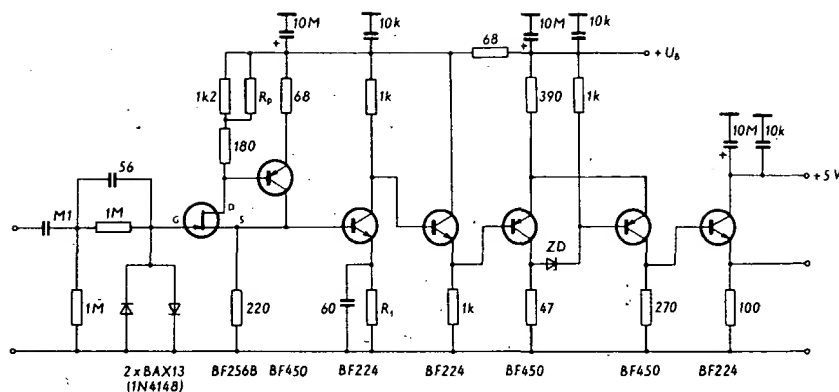 10M
10k
10M
10k
+
+
68
+ U_B
1k2
R_p
68
1k
390
1k
180
10M
10k
+
56
D
+5 V
M1
1M
G
S
ZD
1M
220
60
R_1
1k
47
270
100
2 x BAX13
(1N4148)
BF256B
BF450
BF224
BF224
BF450
BF450
BF224